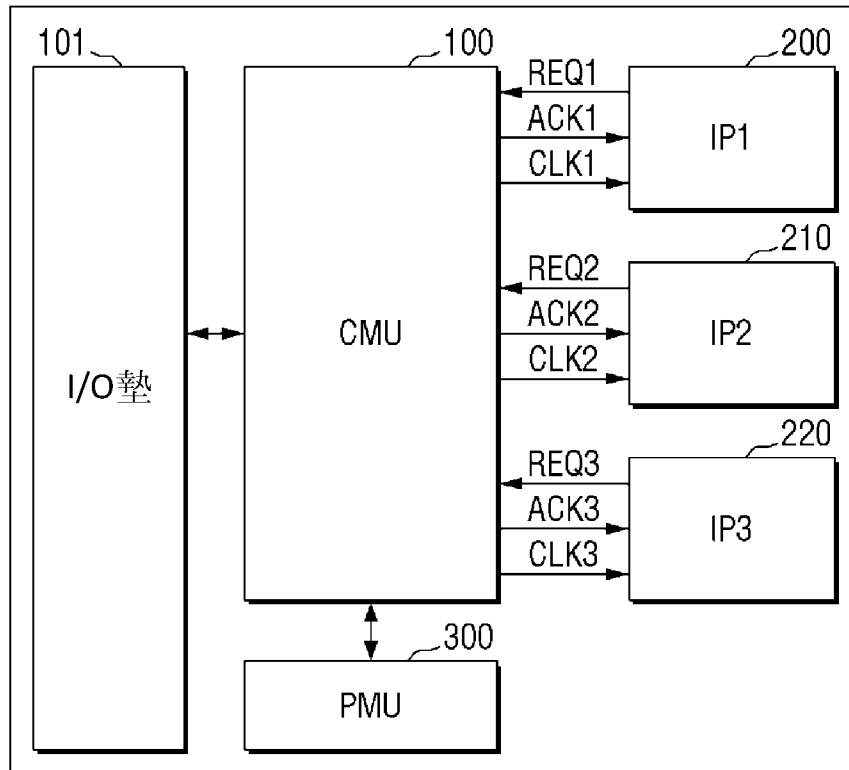 101
100
200
REQ1
ACK1
CLK1
IP1
210
REQ2
ACK2
CLK2
IP2
CMU
I/O墊
220
REQ3
ACK3
CLK3
IP3
300
PMU